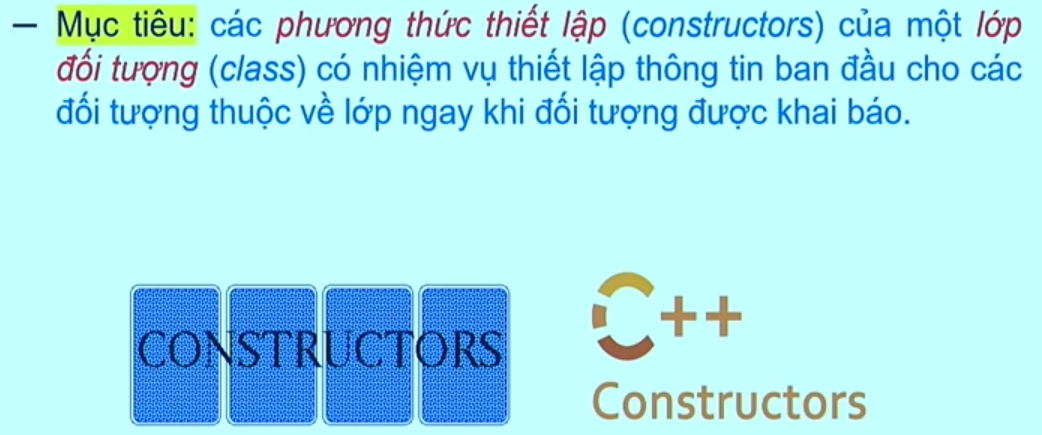 – Mục tiêu: các phương thức thiết lập (constructors) của một lớp
đối tượng (class) có nhiệm vụ thiết lập thông tin ban đầu cho các
đối tượng thuộc về lớp ngay khi đối tượng được khai báo.
CONSTRUCTORS
C++
Constructors